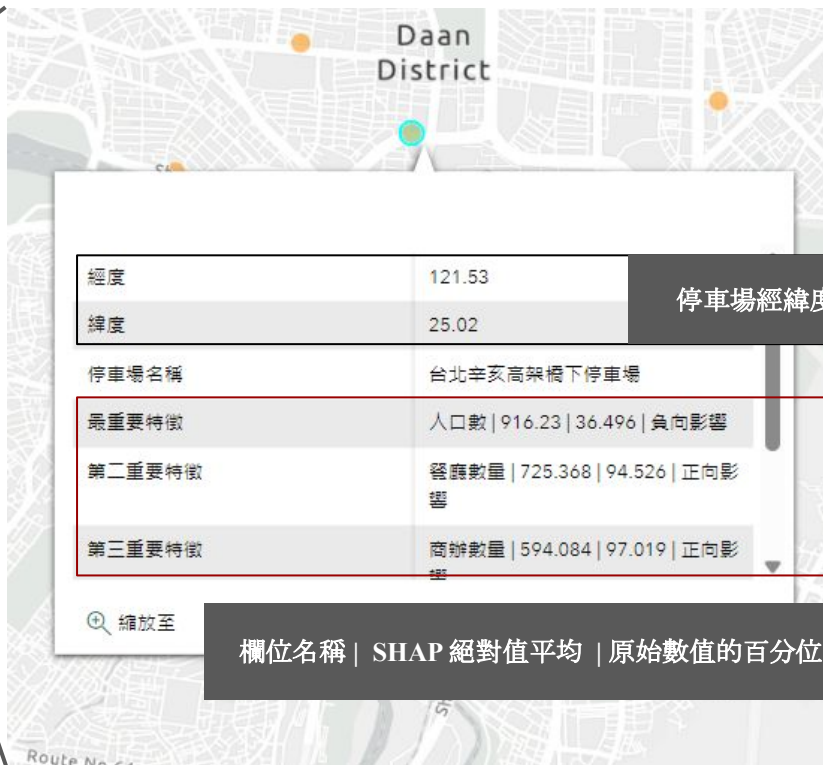 Daan
District
經度
121.53
停車場經緯度
緯度
25.02
停車場名稱
台北辛亥高架橋下停車場
最重要特徵
人口數 | 916.23 | 36.496 | 負向影響
第二重要特徵
餐廳數量 | 725.368 | 94.526 | 正向影
響
第三重要特徵
商辦數量 | 594.084 | 97.019 | 正向影
響
縮放至
欄位名稱 | SHAP 絕對值平均 | 原始數值的百分位
Route No